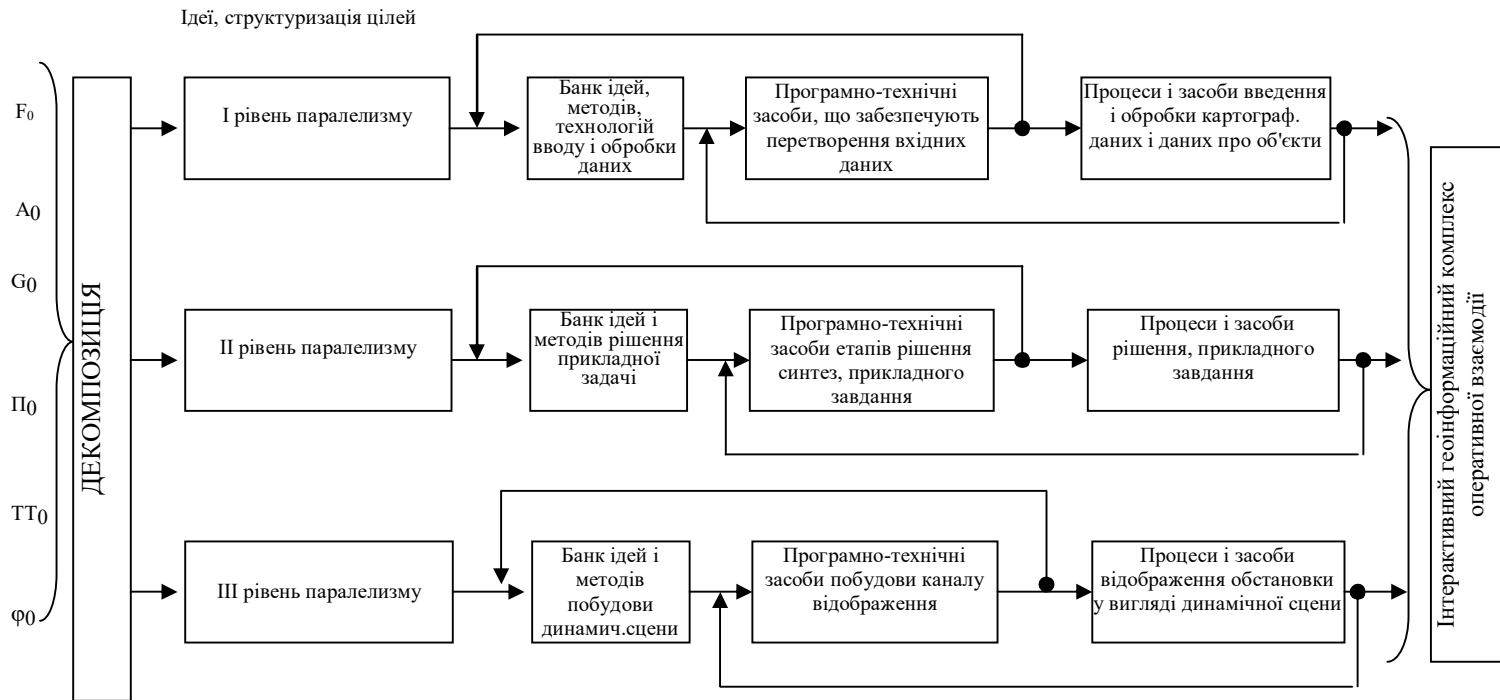 Ідеї, структуризація цілей
F0
A0
G0
П0
TT0
φ0
ДЕКОМПОЗИЦІЯ
I рівень паралелизму
Банк ідей,
методів,
технологій
вводу і обробки
даних
Програмно-технічні
засоби, що забезпечують
перетворення вхідних
даних
Процеси і засоби введення
і обробки картограф.
даних і даних про об'єкти
II рівень паралелизму
Банк ідей і
методів рішення
прикладної
задачі
Програмно-технічні
засоби етапів рішення
синтез, прикладного
завдання
Процеси і засоби
рішення, прикладного
завдання
III рівень паралелизму
Банк ідей і
методів
побудови
динамич.сцени
Програмно-технічні
засоби побудови каналу
відображення
Процеси і засоби
відображення обстановки
у вигляді динамічної сцени
Інтерактивний геоінформаційний комплекс
оперативної взаємодії